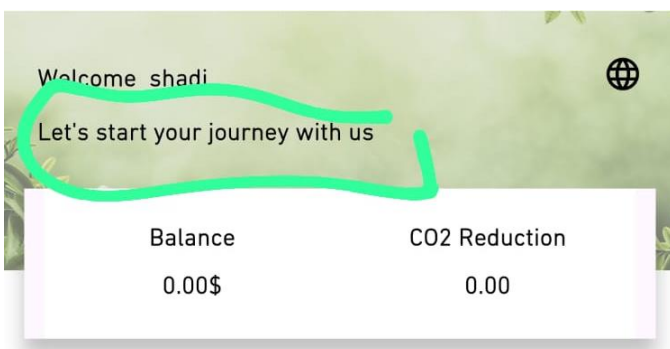 Welcome shadi
Let's start your journey with us
Balance
CO2 Reduction
0.00$
0.00